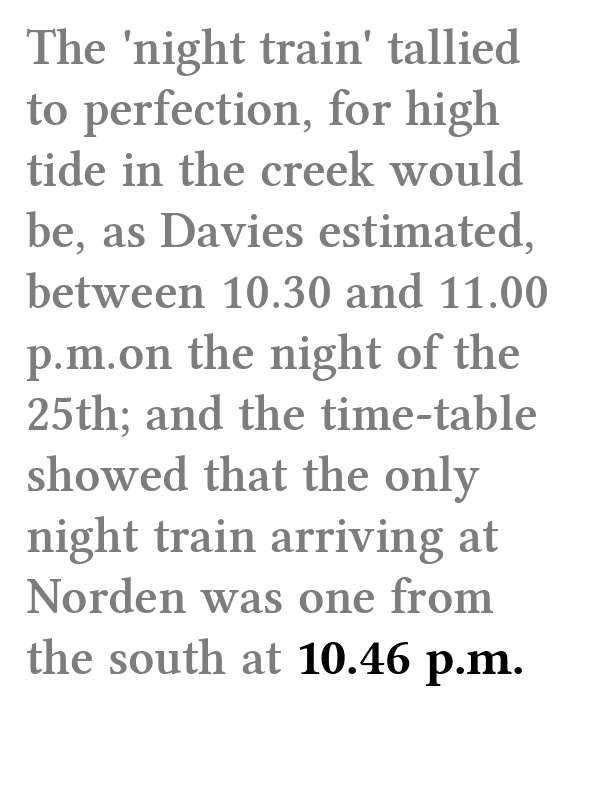 The 'night train' tallied
to perfection, for high
tide in the creek would
be, as Davies estimated,
between 10.30 and 11.00
p.m.on the night of the
25th; and the time-table
showed that the only
night train arriving at
Norden was one from
the south at 10.46 p.m.